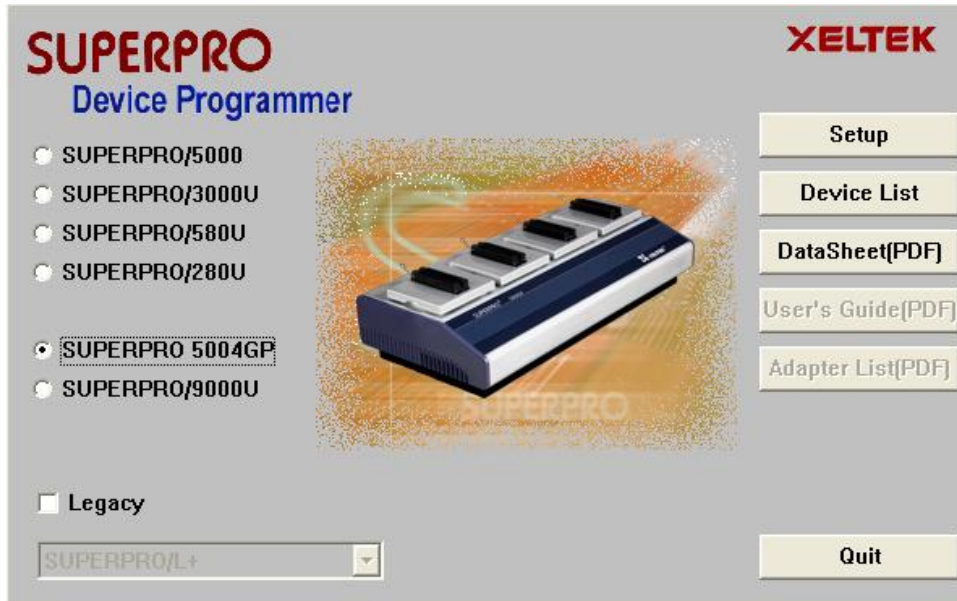 SUPERPRO
Device Programmer
XELTEK
SUPERPRO/5000
SUPERPRO/3000U
SUPERPRO/580U
SUPERPRO/280U
SUPERPRO 5004GP
SUPERPRO/9000U
Legacy
SUPERPRO/L+
SUPERPRO
Setup
Device List
DataSheet(PDF)
User's Guide(PDF)
Adapter List(PDF)
Quit